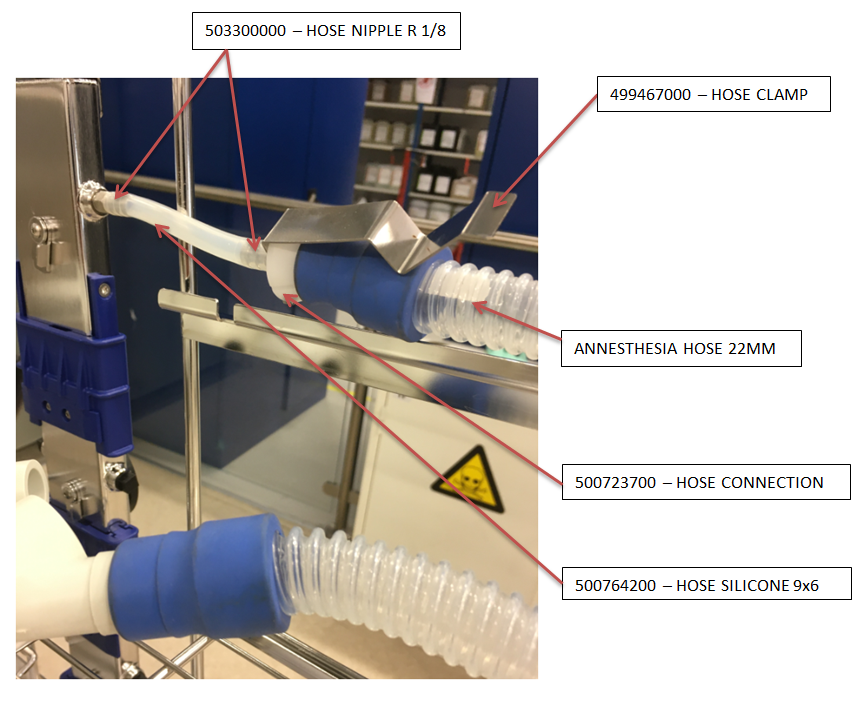 503300000 – HOSE NIPPLE R 1/8
499467000 – HOSE CLAMP
ANNESTHESIA HOSE 22MM
500723700 – HOSE CONNECTION
500764200 – HOSE SILICONE 9x6